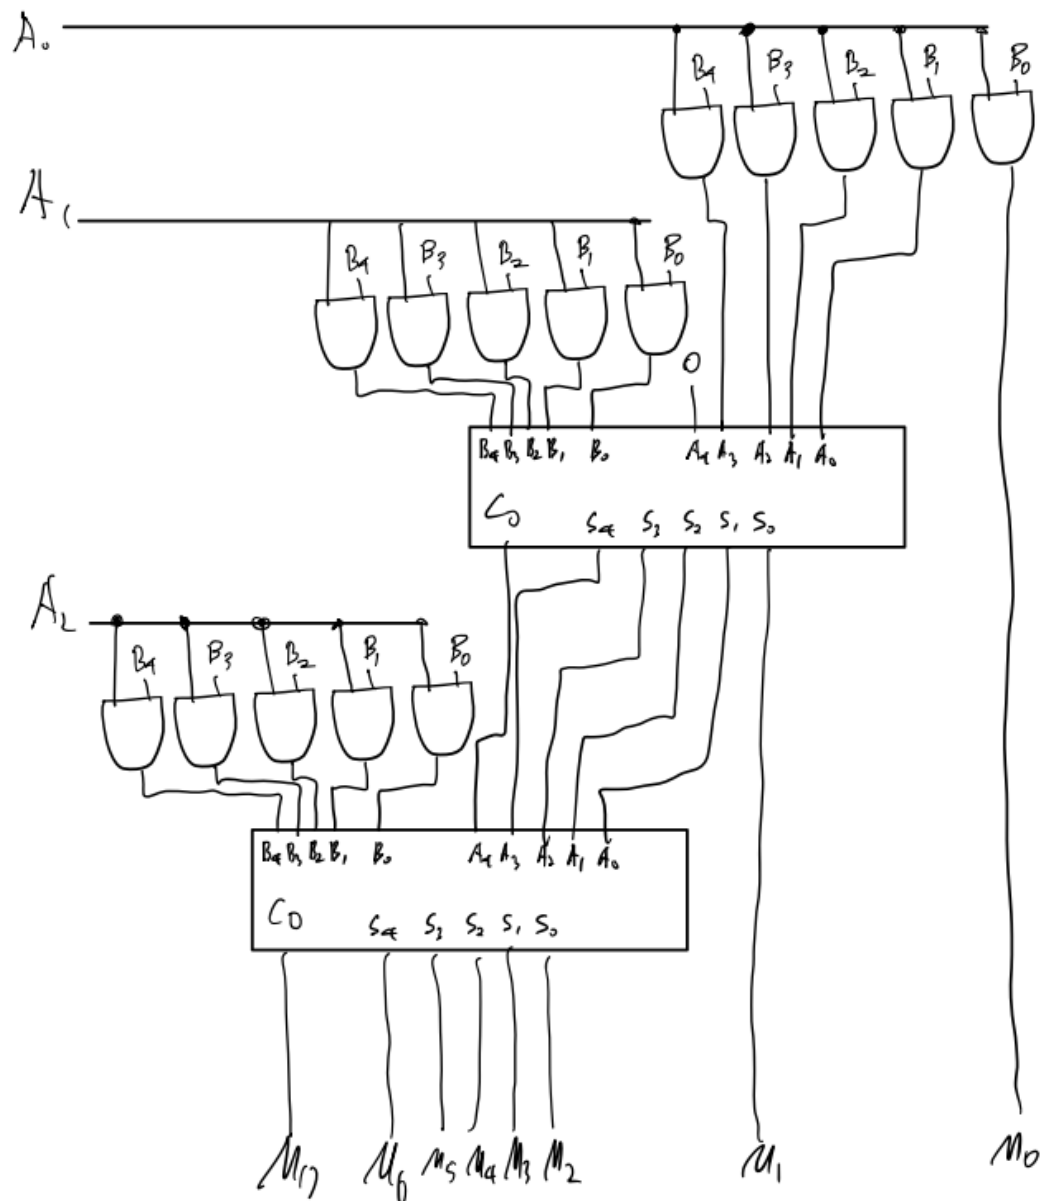 A₀
B₄ B₃ B₂ B₁ B₀
A₁
B₄ B₃ B₂ B₁ B₀
0
B₄ B₃ B₂ B₁ B₀ A₄ A₃ A₂ A₁ A₀
C₀ S₄ S₃ S₂ S₁ S₀
A₂
B₄ B₃ B₂ B₁ B₀
B₄ B₃ B₂ B₁ B₀ A₄ A₃ A₂ A₁ A₀
C₀ S₄ S₃ S₂ S₁ S₀
M₇ M₆ M₅ M₄ M₃ M₂ M₁ M₀